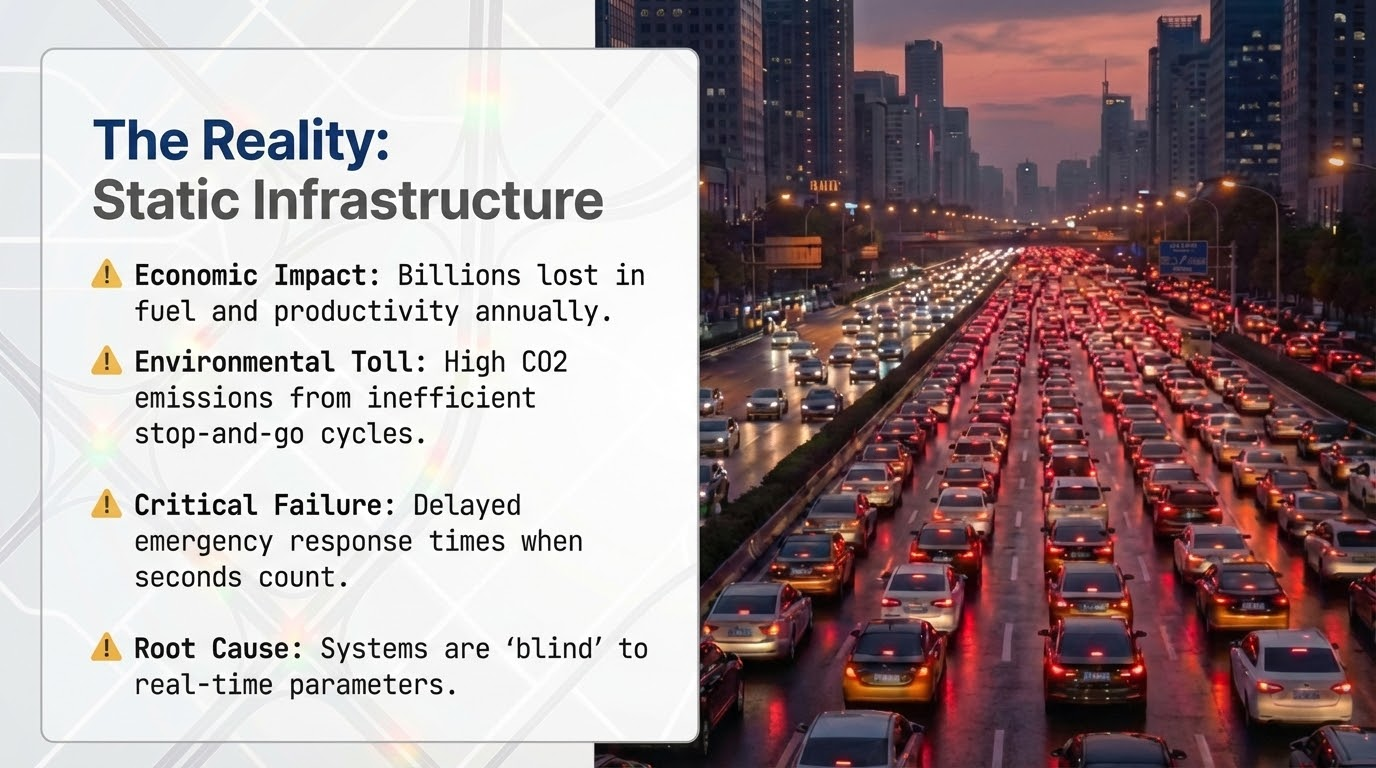 The Reality:
Static Infrastructure
Economic Impact: Billions lost in
fuel and productivity annually.
Environmental Toll: High CO2
emissions from inefficient
stop-and-go cycles.
Critical Failure: Delayed
emergency response times when
seconds count.
Root Cause: Systems are ‘blind’ to
real-time parameters.